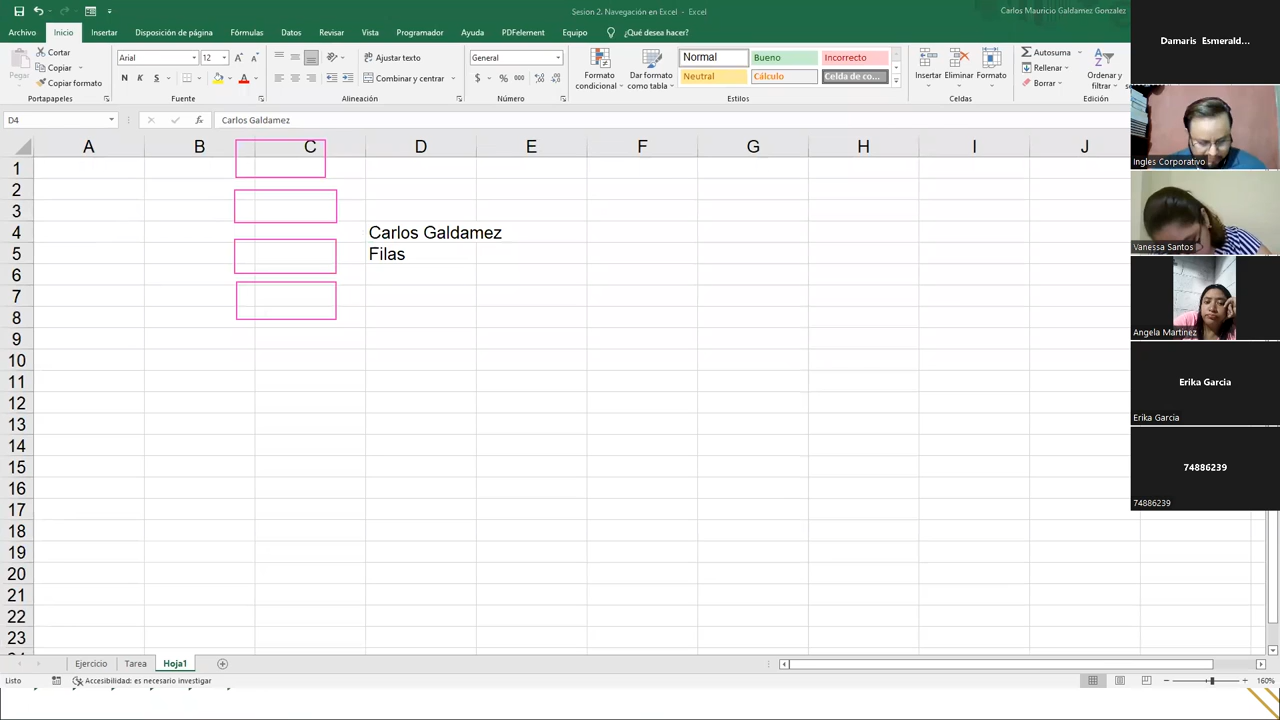 Sesion 2. Navegación en Excel - Excel
Carlos Mauricio Galdamez Gonzalez
Archivo Inicio Insertar Disposición de página Fórmulas Datos Revisar Vista Programador Ayuda PDFelement Equipo ¿Qué desea hacer?
Pegar
Cortar
Copiar
Copiar formato
Portapapeles
Arial 12
N K S
Fuente
Ajustar texto
Combinar y centrar
Alineación
General
$ % 000
Número
Formato condicional
Dar formato como tabla
Normal Bueno Incorrecto
Neutral Cálculo Celda de co...
Estilos
Insertar Eliminar Formato
Celdas
Autosuma
Rellenar
Borrar
Ordenar y filtrar
Edición
D4 fx Carlos Galdamez
A B C D E F G H I J
1
2
3
4 Carlos Galdamez
5 Filas
6
7
8
9
10
11
12
13
14
15
16
17
18
19
20
21
22
23
Ejercicio Tarea Hoja1
Listo Accesibilidad: es necesario investigar 160%
Damaris Esmerald...
Ingles Corporativo
Vanessa Santos
Angela Martinez
Erika Garcia
Erika Garcia
74886239
74886239